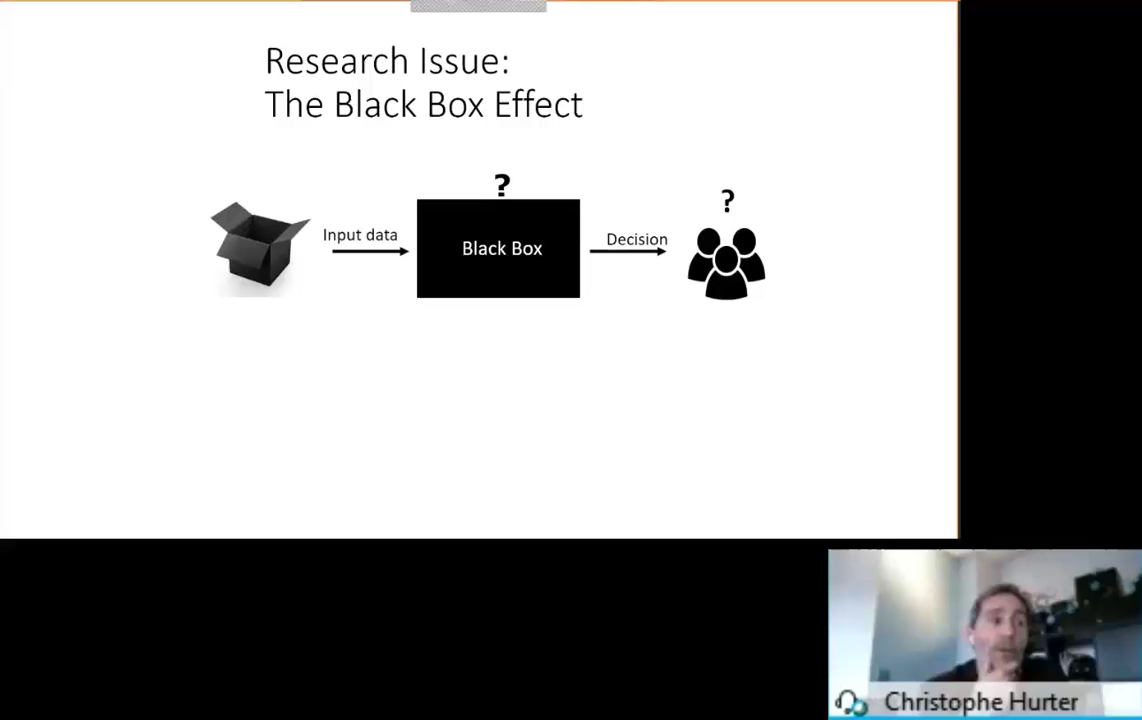 Research Issue:
The Black Box Effect
?
?
Input data
Black Box
Decision
Christophe Hurter